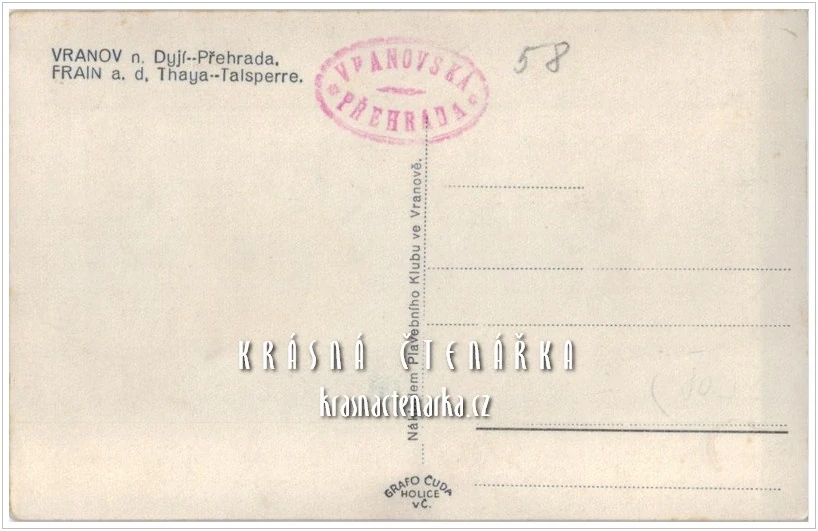 VRANOV n. Dyjí--Přehrada.
FRAIN a. d. Thaya--Talsperre.
VRANOVSKÁ
PŘEHRADA
58
Nákladem Plavebního Klubu ve Vranově.
KRÁSNÁ ČTENÁŘKA
krasnactenarka.cz
GRAFO ČUDA
HOLICE
vČ.